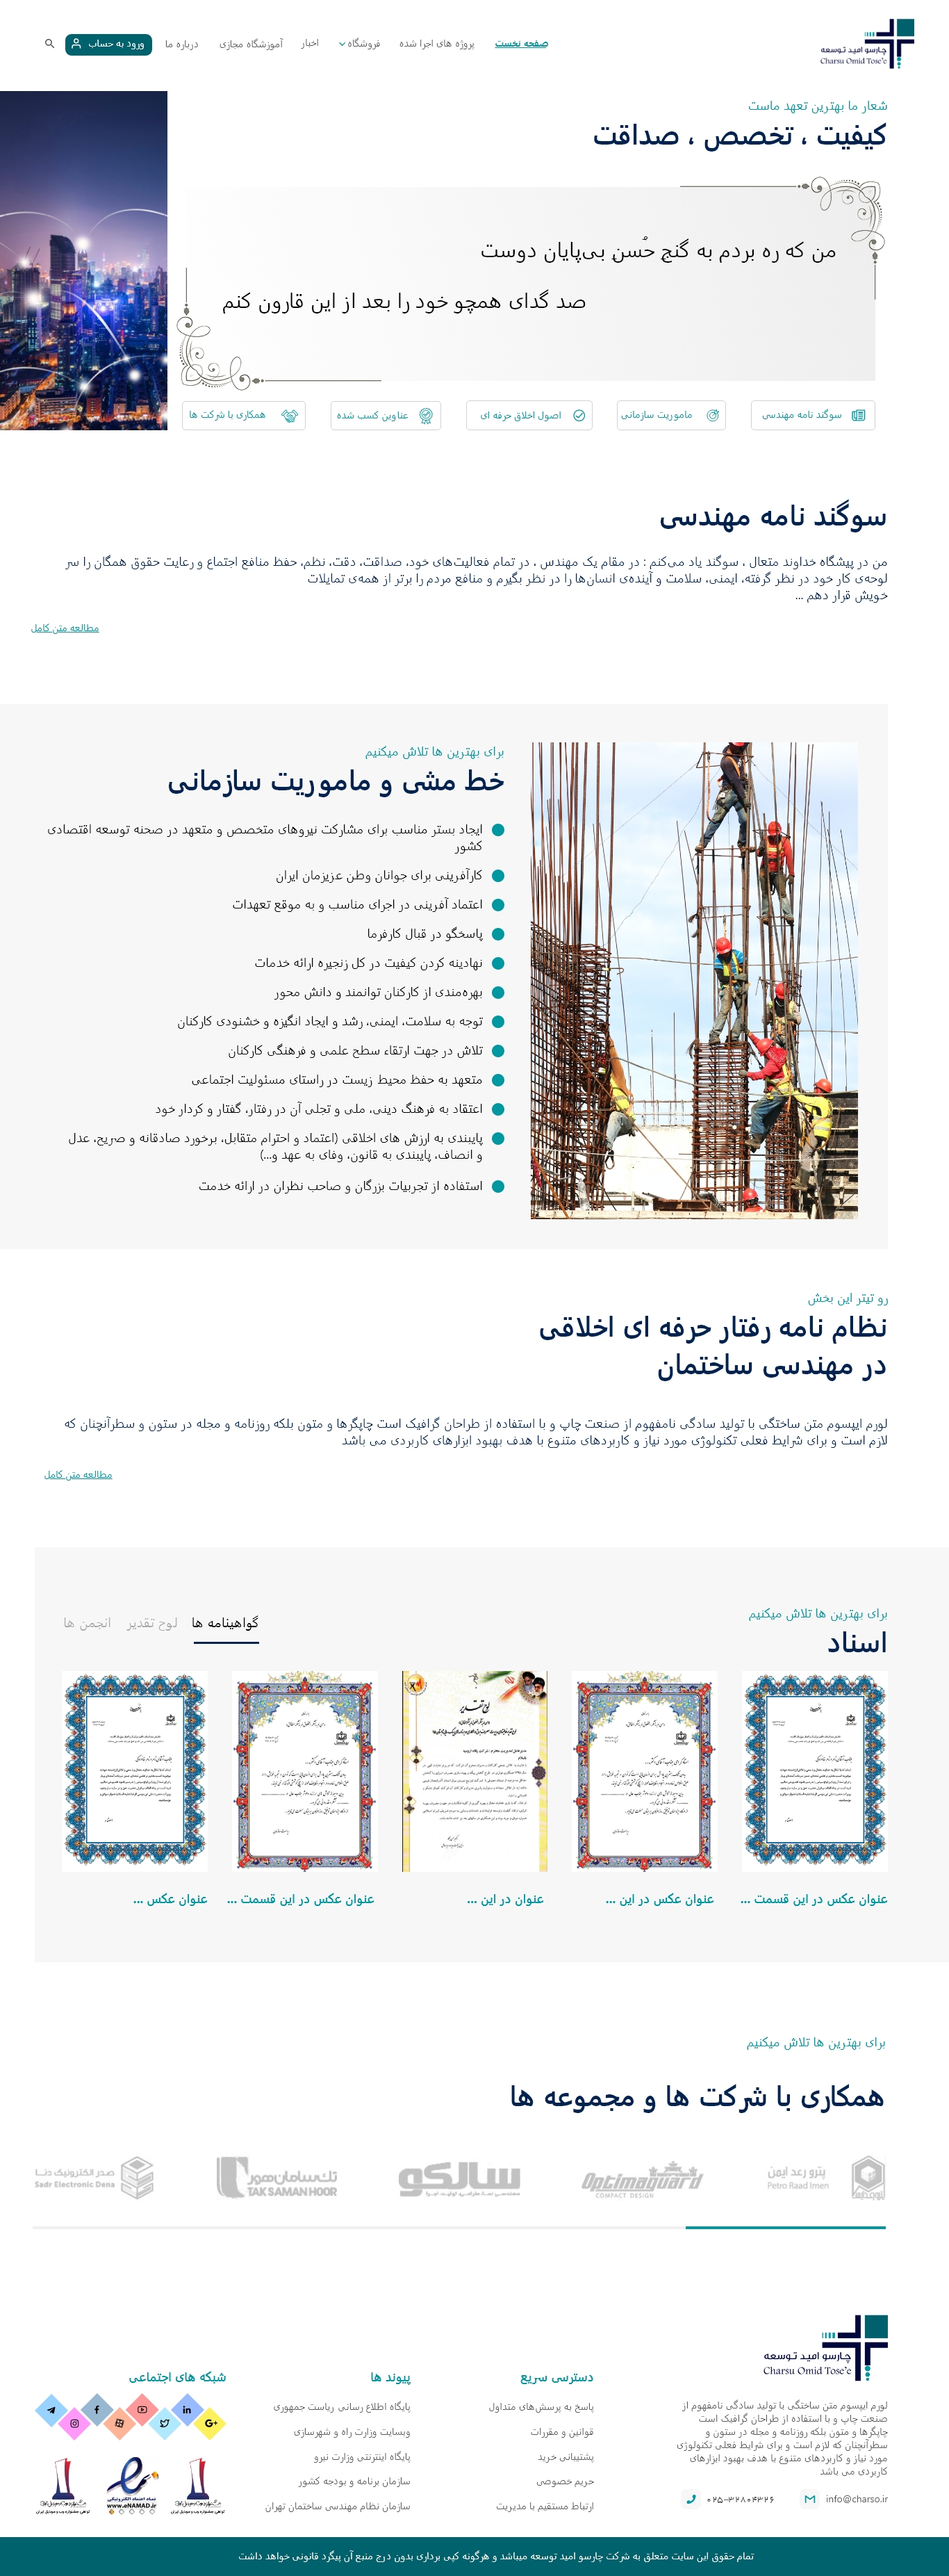 چارسو امید توسعه
Charsu Omid Tose'e
صفحه نخست
پروژه های اجرا شده
فروشگاه
اخبار
آموزشگاه مجازی
درباره ما
ورود به حساب
شعار ما بهترین تعهد ماست
کیفیت ، تخصص ، صداقت
من که ره بردم به گنج حُسنِ بی‌پایان دوست
صد گدای همچو خود را بعد از این قارون کنم
سوگند نامه مهندسی
ماموریت سازمانی
اصول اخلاق حرفه ای
عناوین کسب شده
همکاری با شرکت ها
سوگند نامه مهندسی
من در پیشگاه خداوند متعال ، سوگند یاد می‌کنم : در مقام یک مهندس ، در تمام فعالیت‌های خود، صداقت، دقت، نظم، حفظ منافع اجتماع و رعایت حقوق همگان را سر
لوحه‌ی کار خود در نظر گرفته، ایمنی، سلامت و آینده‌ی انسان‌ها را در نظر بگیرم و منافع مردم را برتر از همه‌ی تمایلات
خویش قرار دهم ...
مطالعه متن کامل
برای بهترین ها تلاش میکنیم
خط مشی و ماموریت سازمانی
ایجاد بستر مناسب برای مشارکت نیروهای متخصص و متعهد در صحنه توسعه اقتصادی
کشور
کارآفرینی برای جوانان وطن عزیزمان ایران
اعتماد آفرینی در اجرای مناسب و به موقع تعهدات
پاسخگو در قبال کارفرما
نهادینه کردن کیفیت در کل زنجیره ارائه خدمات
بهره‌مندی از کارکنان توانمند و دانش محور
توجه به سلامت، ایمنی، رشد و ایجاد انگیزه و خشنودی کارکنان
تلاش در جهت ارتقاء سطح علمی و فرهنگی کارکنان
متعهد به حفظ محیط زیست در راستای مسئولیت اجتماعی
اعتقاد به فرهنگ دینی، ملی و تجلی آن در رفتار، گفتار و کردار خود
پایبندی به ارزش های اخلاقی (اعتماد و احترام متقابل، برخورد صادقانه و صریح، عدل
و انصاف، پایبندی به قانون، وفای به عهد و...)
استفاده از تجربیات بزرگان و صاحب نظران در ارائه خدمت
رو تیتر این بخش
نظام نامه رفتار حرفه ای اخلاقی
در مهندسی ساختمان
لورم ایپسوم متن ساختگی با تولید سادگی نامفهوم از صنعت چاپ و با استفاده از طراحان گرافیک است چاپگرها و متون بلکه روزنامه و مجله در ستون و سطرآنچنان که
لازم است و برای شرایط فعلی تکنولوژی مورد نیاز و کاربردهای متنوع با هدف بهبود ابزارهای کاربردی می باشد
مطالعه متن کامل
برای بهترین ها تلاش میکنیم
اسناد
گواهینامه ها
لوح تقدیر
انجمن ها
لوح تقدیر
عنوان عکس در این قسمت ...
عنوان عکس در این ...
عنوان در این ...
عنوان عکس در این قسمت ...
عنوان عکس ...
برای بهترین ها تلاش میکنیم
همکاری با شرکت ها و مجموعه ها
پترو رعد ایمن
Petro Raad Imen
Optimaguard
COMPACT DESIGN
سالکو
تک‌سامان‌هور
TAK SAMAN HOOR
صدر الکترونیک دنا
Sadr Electronic Dena
چارسو امید توسعه
Charsu Omid Tose'e
لورم ایپسوم متن ساختگی با تولید سادگی نامفهوم از
صنعت چاپ و با استفاده از طراحان گرافیک است
چاپگرها و متون بلکه روزنامه و مجله در ستون و
سطرآنچنان که لازم است و برای شرایط فعلی تکنولوژی
مورد نیاز و کاربردهای متنوع با هدف بهبود ابزارهای
کاربردی می باشد
info@charso.ir
۰۲۵-۳۲۸۰۴۳۲۶
دسترسی سریع
پاسخ به پرسش‌های متداول
قوانین و مقررات
پشتیبانی خرید
حریم خصوصی
ارتباط مستقیم با مدیریت
پیوند ها
پایگاه اطلاع رسانی ریاست جمهوری
وبسایت وزارت راه و شهرسازی
پایگاه اینترنتی وزارت نیرو
سازمان برنامه و بودجه کشور
سازمان نظام مهندسی ساختمان تهران
شبکه های اجتماعی
G+
in
f
نماد اعتماد الکترونیکی
www.eNAMAD.ir
تمام حقوق این سایت متعلق به شرکت چارسو امید توسعه میباشد و هرگونه کپی برداری بدون درج منبع آن پیگرد قانونی خواهد داشت